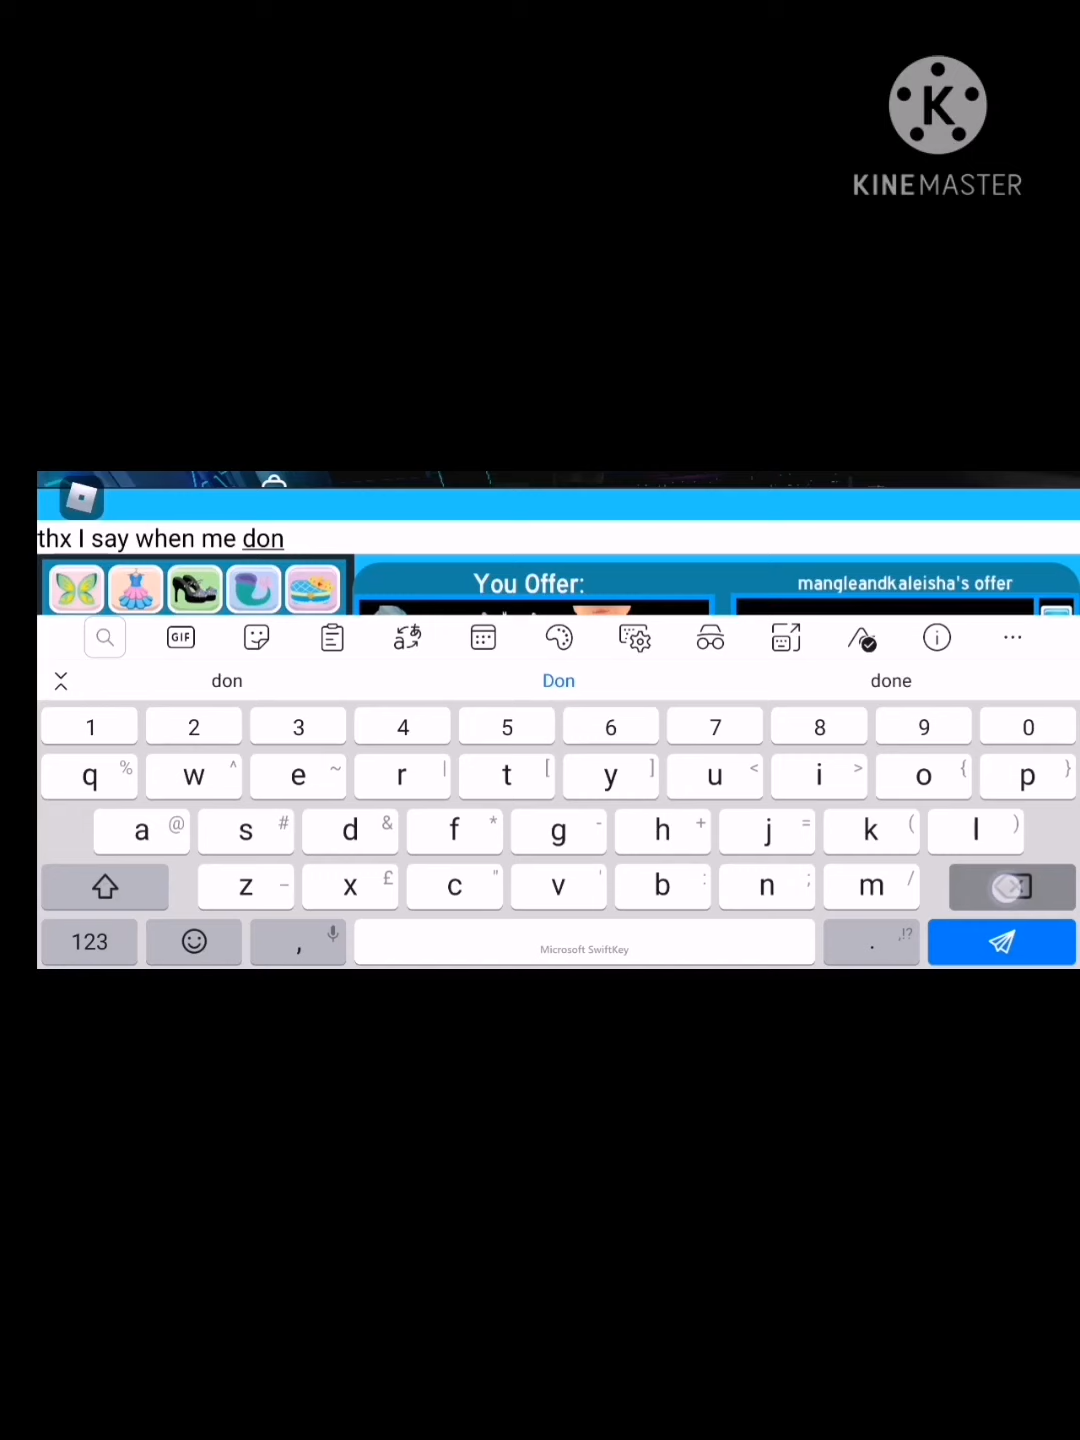 KINEMASTER
thx I say when me don
You Offer: mangleandkaleisha's offer
GIF
don Don done
1 2 3 4 5 6 7 8 9 0
q % w ^ e ~ r | t [ y ] u < i > o { p }
a @ s # d & f * g - h + j = k ( l )
z _ x £ c " v ' b : n ; m /
123 , . ,!?
Microsoft SwiftKey